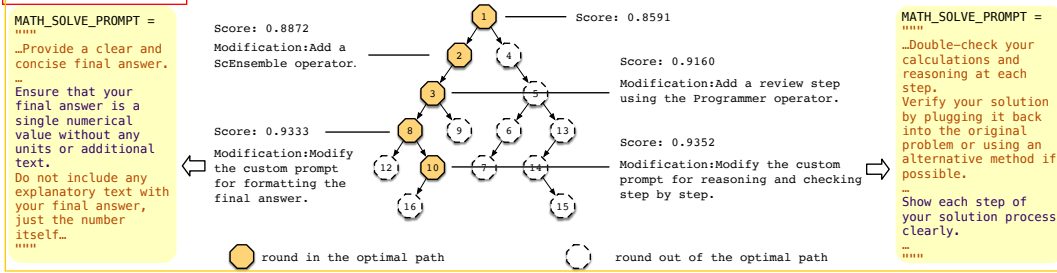 MATH_SOLVE_PROMPT =
"""
…Provide a clear and
concise final answer.
…
Ensure that your
final answer is a
single numerical
value without any
units or additional
text.
Do not include any
explanatory text with
your final answer,
just the number
itself…
"""
Score: 0.8872
Modification:Add a
ScEnsemble operator.
Score: 0.9333
Modification:Modify
the custom prompt
for formatting the
final answer.
1
2
4
3
5
8
9
6
13
12
10
7
14
16
15
Score: 0.8591
Score: 0.9160
Modification:Add a review step
using the Programmer operator.
Score: 0.9352
Modification:Modify the custom
prompt for reasoning and checking
step by step.
round in the optimal path
round out of the optimal path
MATH_SOLVE_PROMPT =
"""
…Double-check your
calculations and
reasoning at each
step.
Verify your solution
by plugging it back
into the original
problem or using an
alternative method if
possible.
…
Show each step of
your solution process
clearly.
…
"""